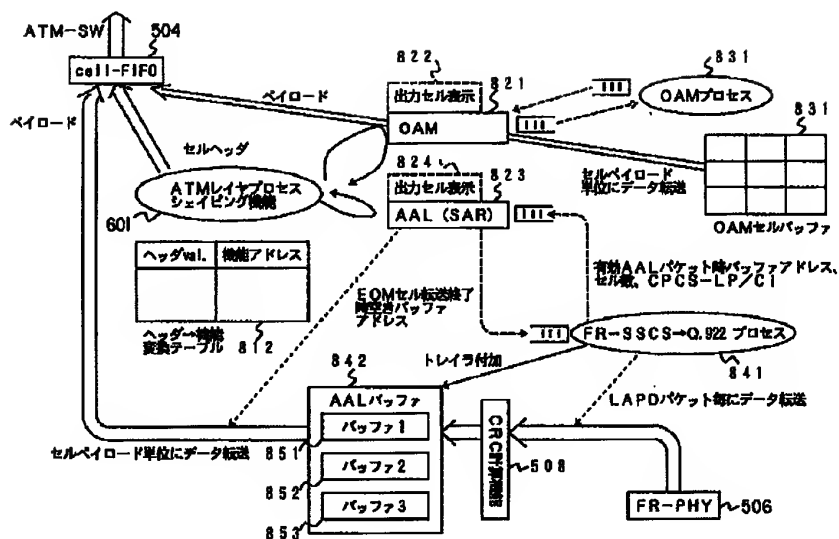 ATM-SW
504
cell-FIFO
ペイロード
ペイロード
822
821
出力セル表示
OAM
831
OAMプロセス
831
セルペイロード
単位にデータ転送
OAMセルバッファ
セルヘッダ
ATMレイヤプロセス
シェイピング機能
601
824
823
出力セル表示
AAL (SAR)
ヘッダval.
機能アドレス
ヘッダ→機能
変換テーブル
812
EOMセル転送終了
時空きバッファ
アドレス
有効AALパケット時バッファアドレス、
セル数、CPCS-LP/Ci
FR-SSCS→Q.922 プロセス
841
トレイラ付加
842
AALバッファ
バッファ1
851
バッファ2
852
バッファ3
853
セルペイロード単位にデータ転送
LAPDパケット毎にデータ転送
CRC計算機能
508
FR-PHY
506